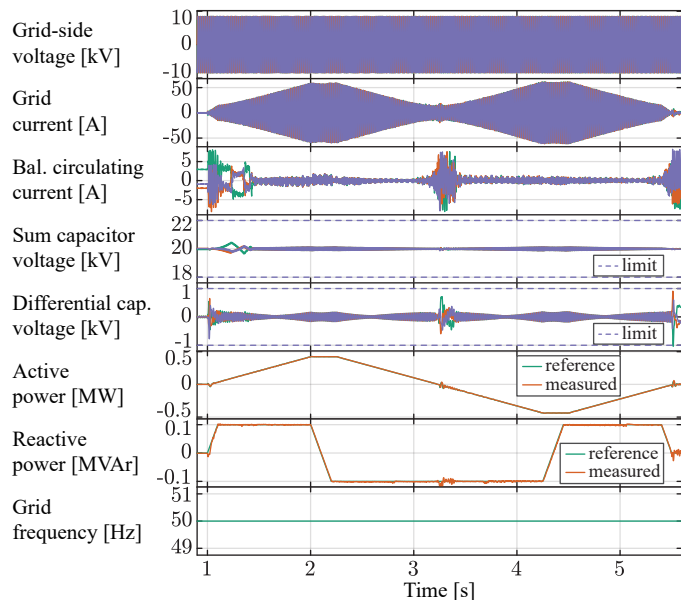 Grid-side
voltage [kV]
10
0
-10
Grid
current [A]
50
0
-50
Bal. circulating
current [A]
5
0
-5
Sum capacitor
voltage [kV]
22
20
18
limit
Differential cap.
voltage [kV]
1
0
-1
limit
Active
power [MW]
0.5
0
-0.5
reference
measured
Reactive
power [MVAr]
0.1
0
-0.1
reference
measured
Grid
frequency [Hz]
51
50
49
1 2 3 4 5
Time [s]